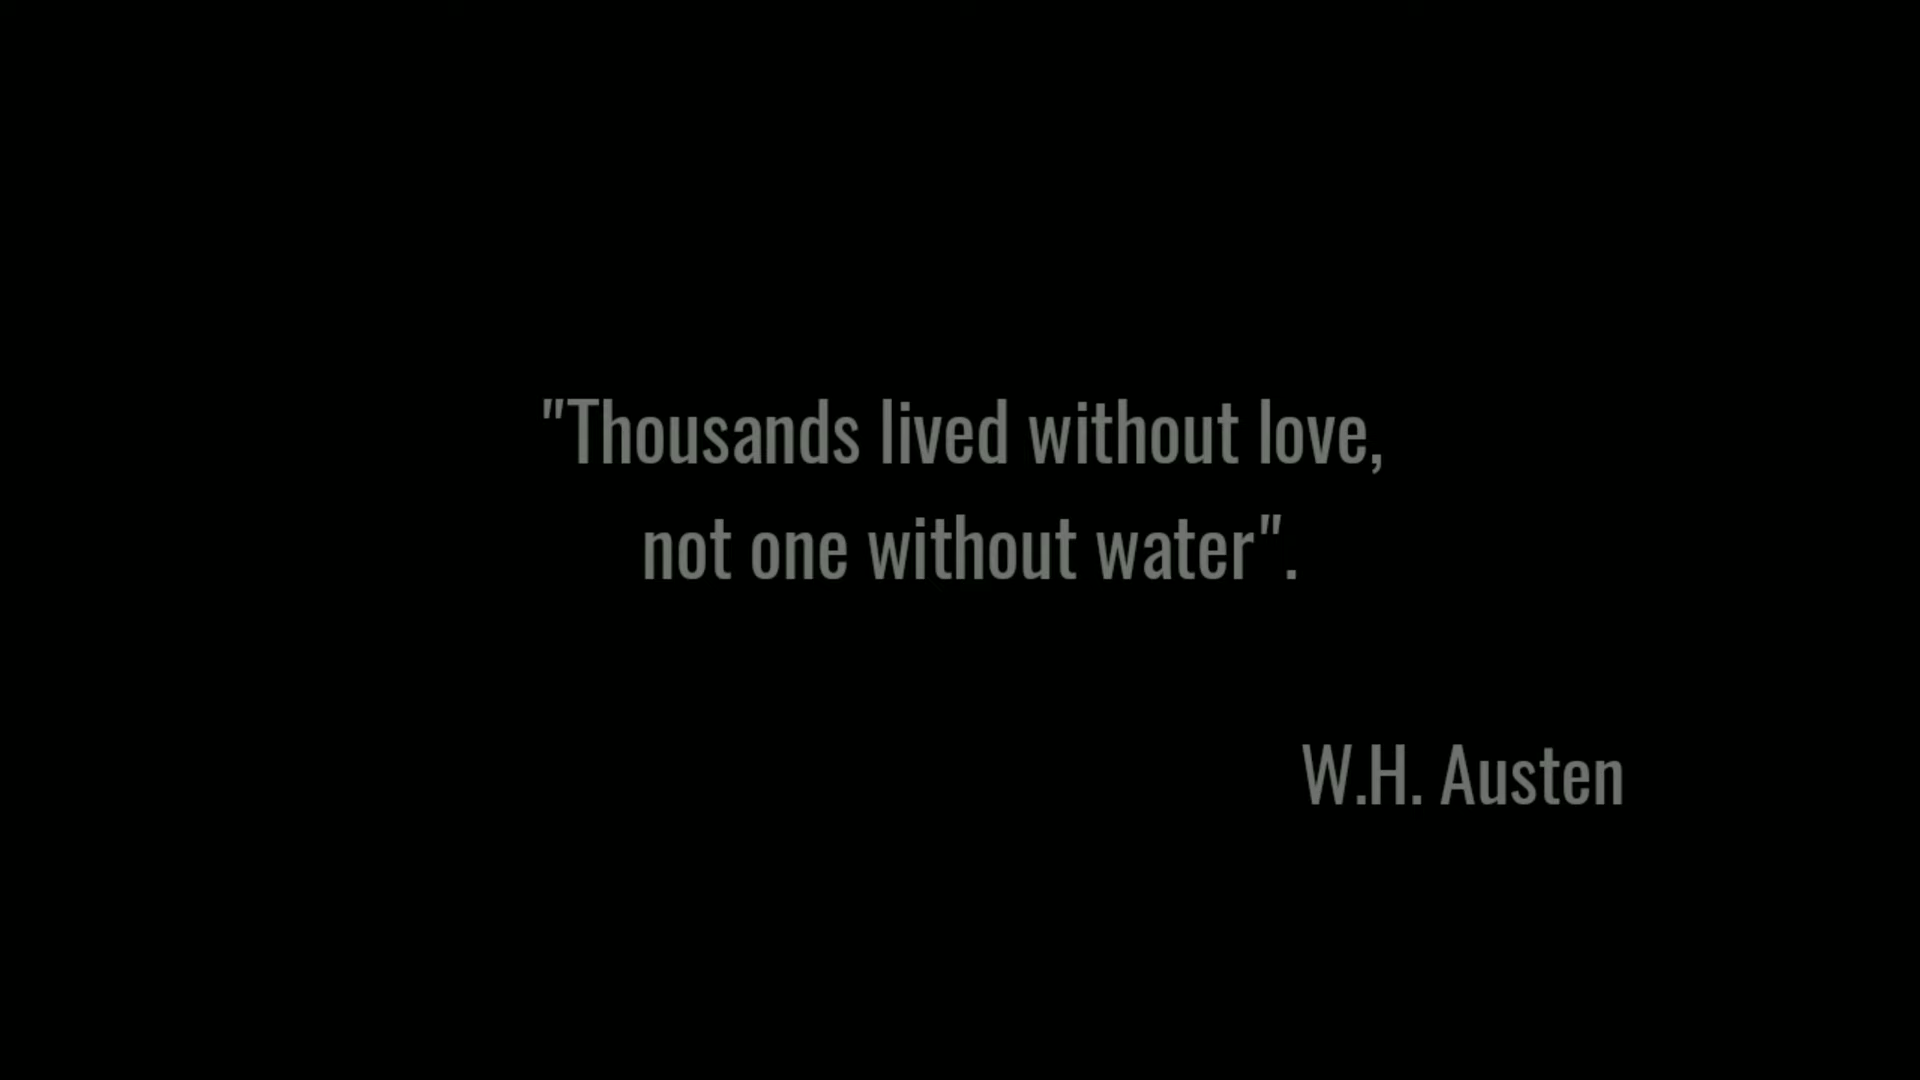 "Thousands lived without love,
not one without water".
W.H. Austen